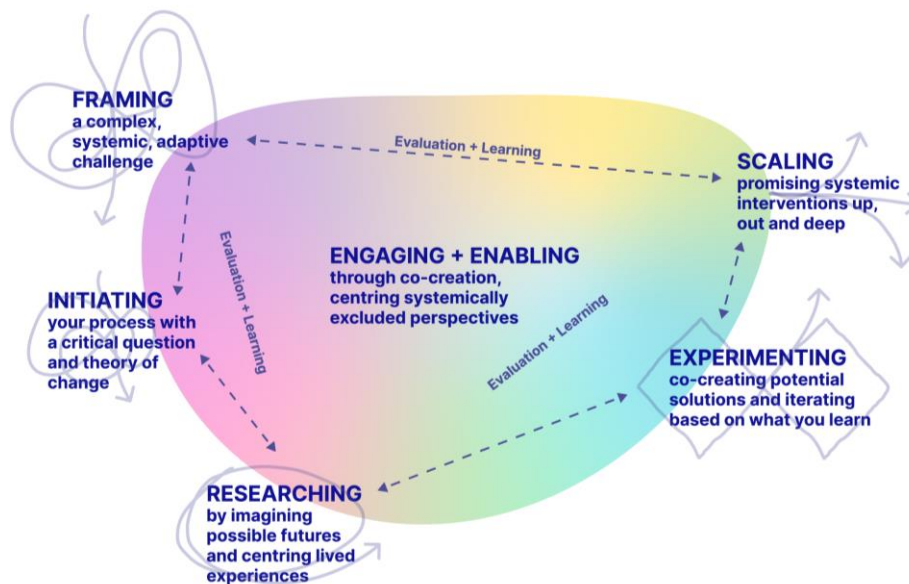 FRAMING
a complex,
systemic, adaptive
challenge
Evaluation + Learning
SCALING
promising systemic
interventions up,
out and deep
ENGAGING + ENABLING
through co-creation,
centring systemically
excluded perspectives
Evaluation + Learning
INITIATING
your process with
a critical question
and theory of
change
Evaluation + Learning
EXPERIMENTING
co-creating potential
solutions and iterating
based on what you learn
RESEARCHING
by imagining
possible futures
and centring lived
experiences